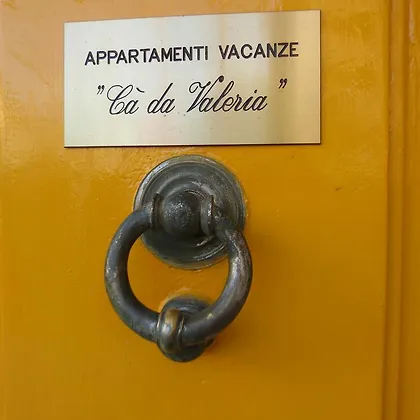 APPARTAMENTI VACANZE
"Cà da Valeria"